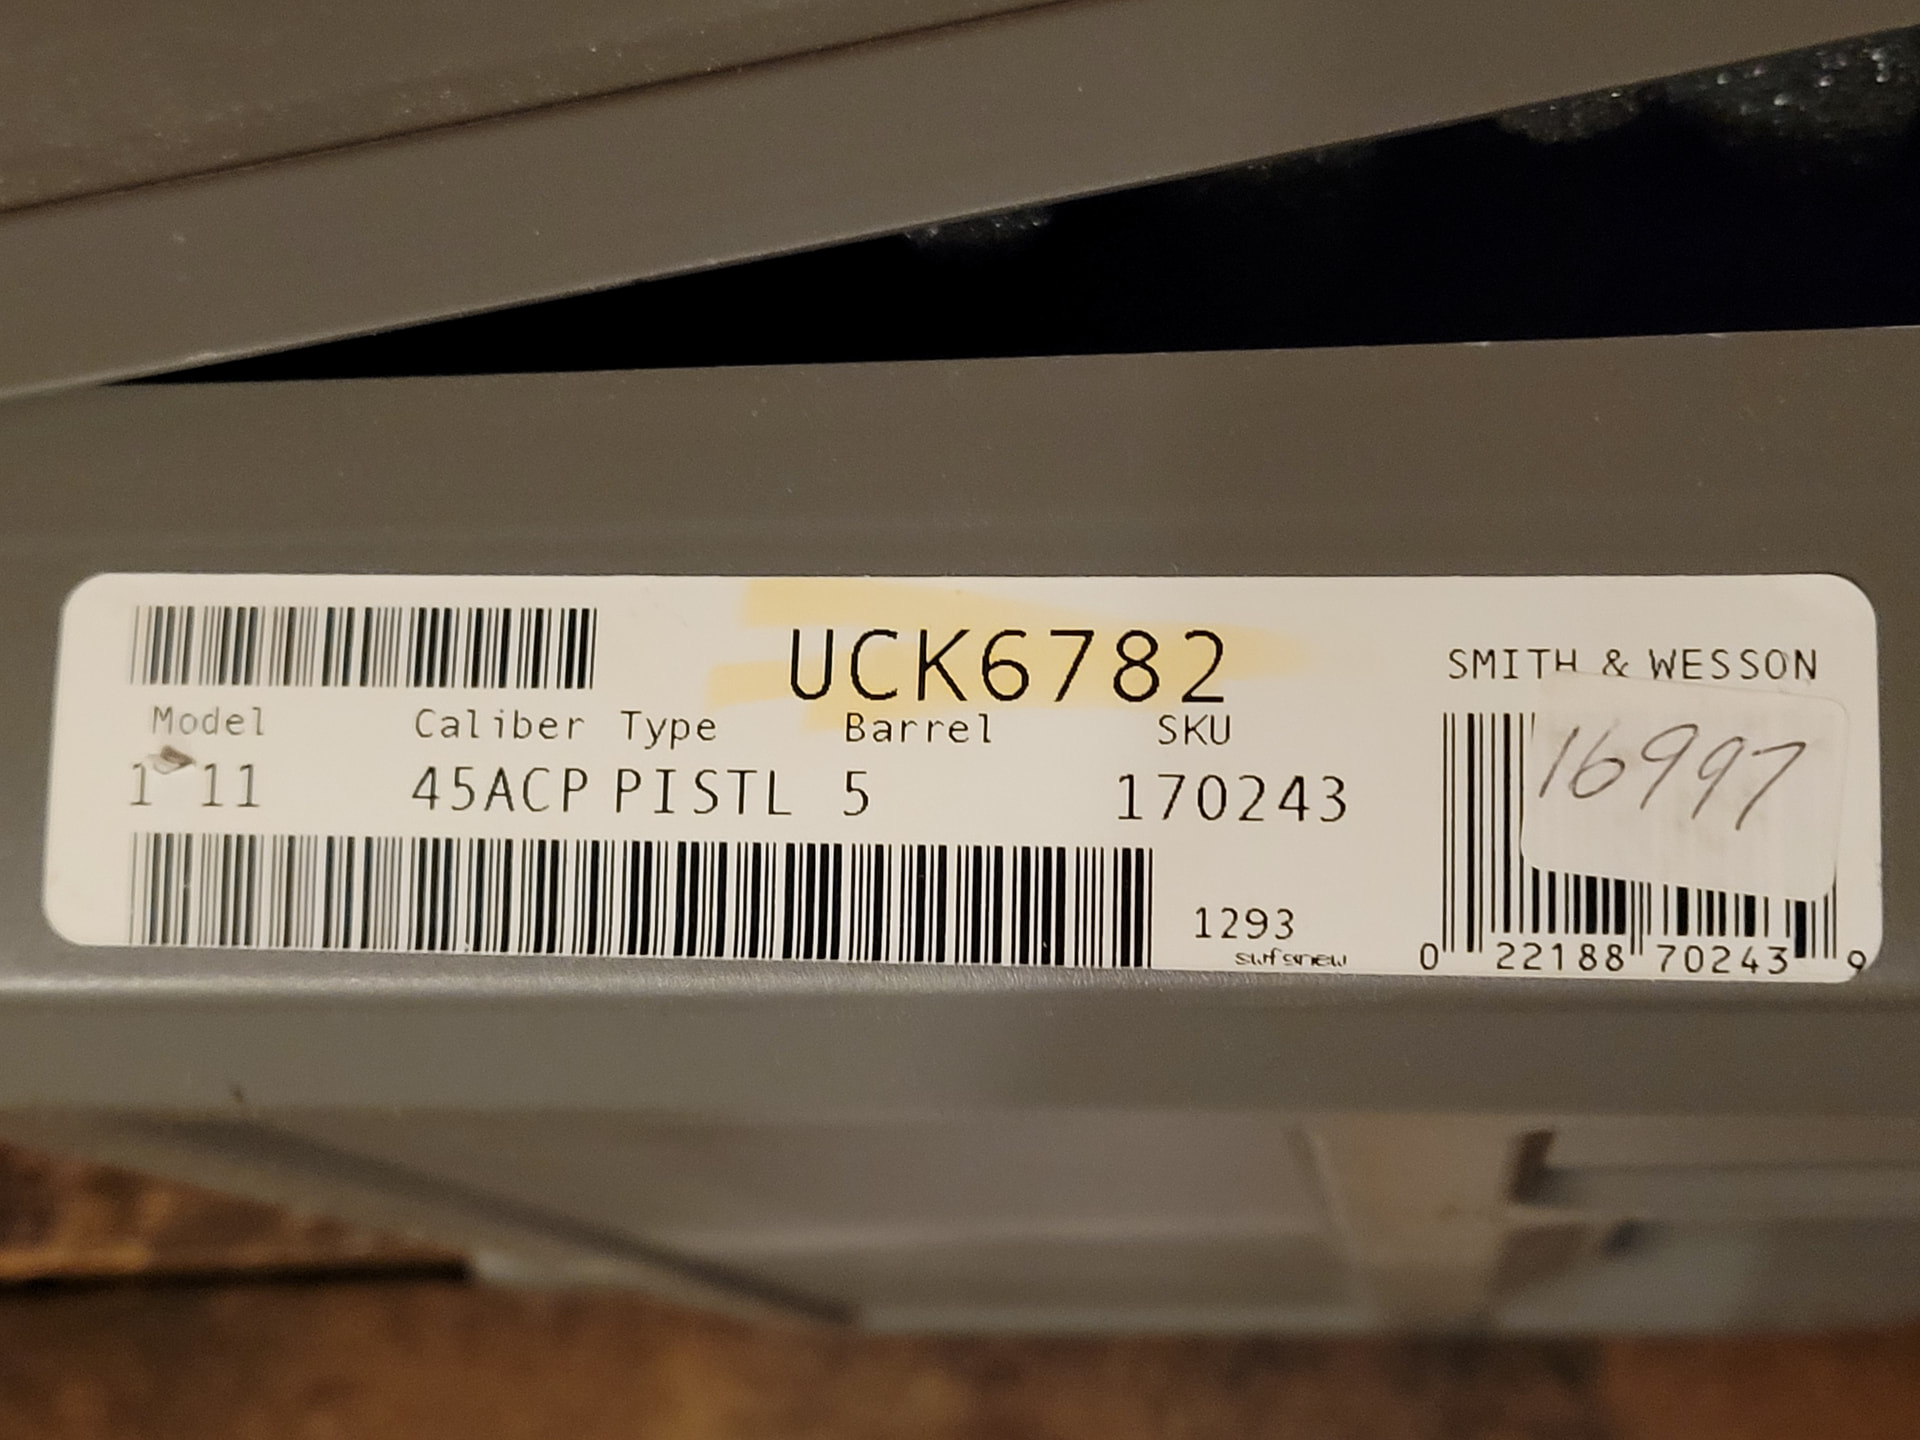 UCK6782
SMITH & WESSON
Model Caliber Type Barrel SKU
11 45ACP PISTL 5 170243
16997
1293
0 22188 70243 9